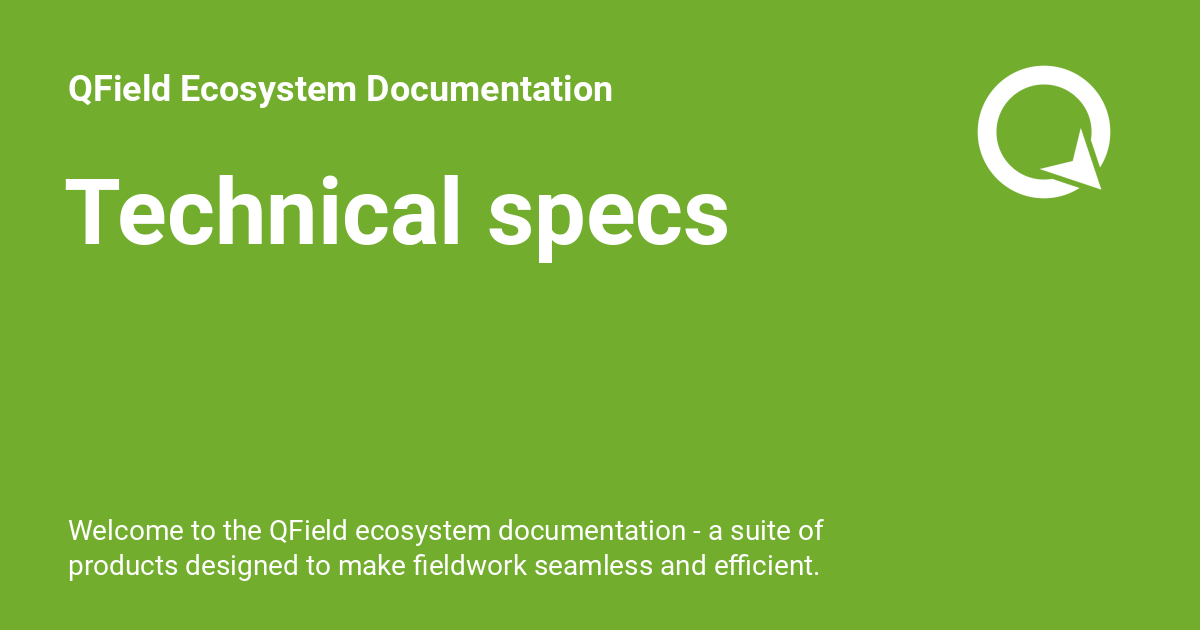 QField Ecosystem Documentation
Technical specs
Welcome to the QField ecosystem documentation - a suite of
products designed to make fieldwork seamless and efficient.